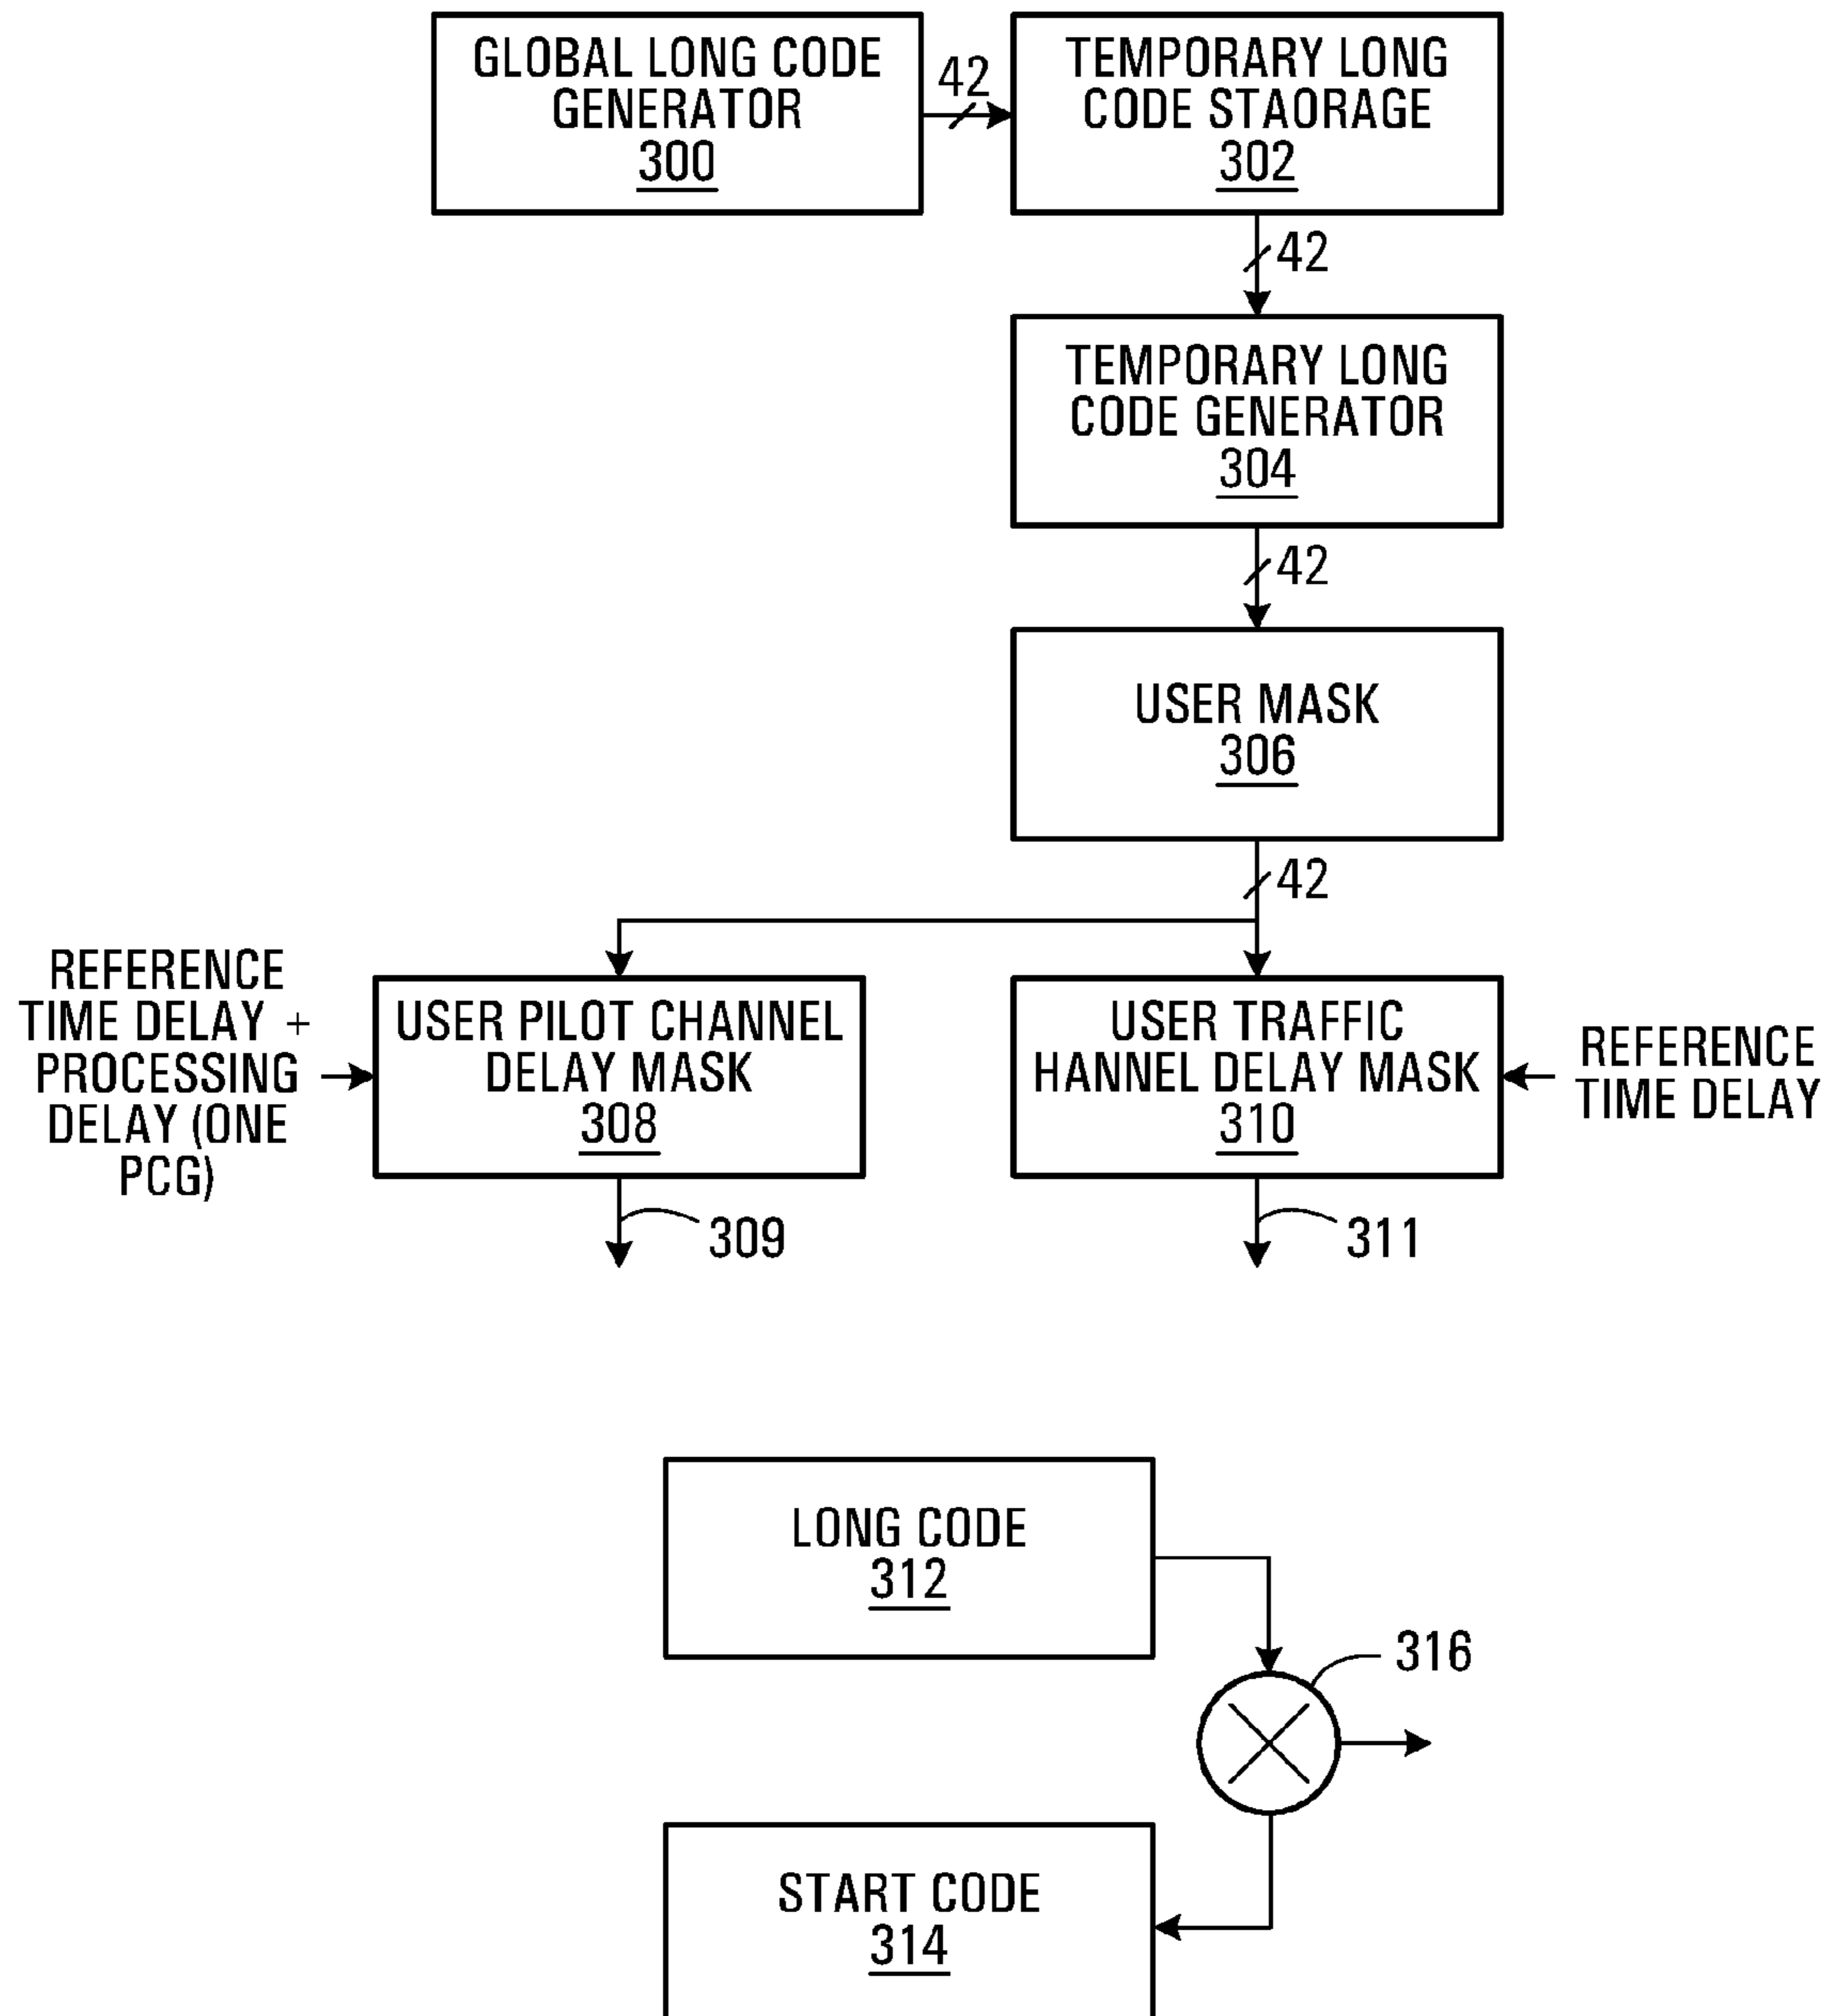 GLOBAL LONG CODE
GENERATOR
300
42
TEMPORARY LONG
CODE STAORAGE
302
42
TEMPORARY LONG
CODE GENERATOR
304
42
USER MASK
306
42
REFERENCE
TIME DELAY +
PROCESSING
DELAY (ONE
PCG)
USER PILOT CHANNEL
DELAY MASK
308
USER TRAFFIC
HANNEL DELAY MASK
310
REFERENCE
TIME DELAY
309
311
LONG CODE
312
316
START CODE
314